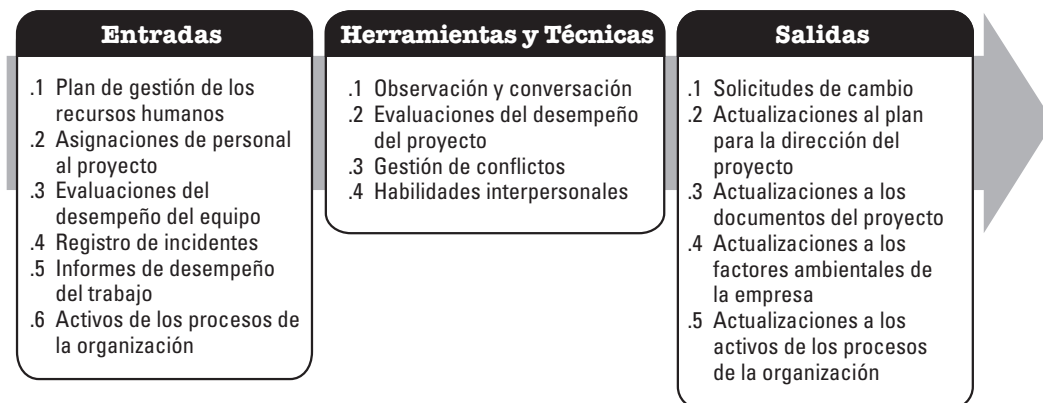 Entradas
.1 Plan de gestión de los
recursos humanos
.2 Asignaciones de personal
al proyecto
.3 Evaluaciones del
desempeño del equipo
.4 Registro de incidentes
.5 Informes de desempeño
del trabajo
.6 Activos de los procesos de
la organización
Herramientas y Técnicas
.1 Observación y conversación
.2 Evaluaciones del desempeño
del proyecto
.3 Gestión de conflictos
.4 Habilidades interpersonales
Salidas
.1 Solicitudes de cambio
.2 Actualizaciones al plan
para la dirección del
proyecto
.3 Actualizaciones a los
documentos del proyecto
.4 Actualizaciones a los
factores ambientales de
la empresa
.5 Actualizaciones a los
activos de los procesos
de la organización